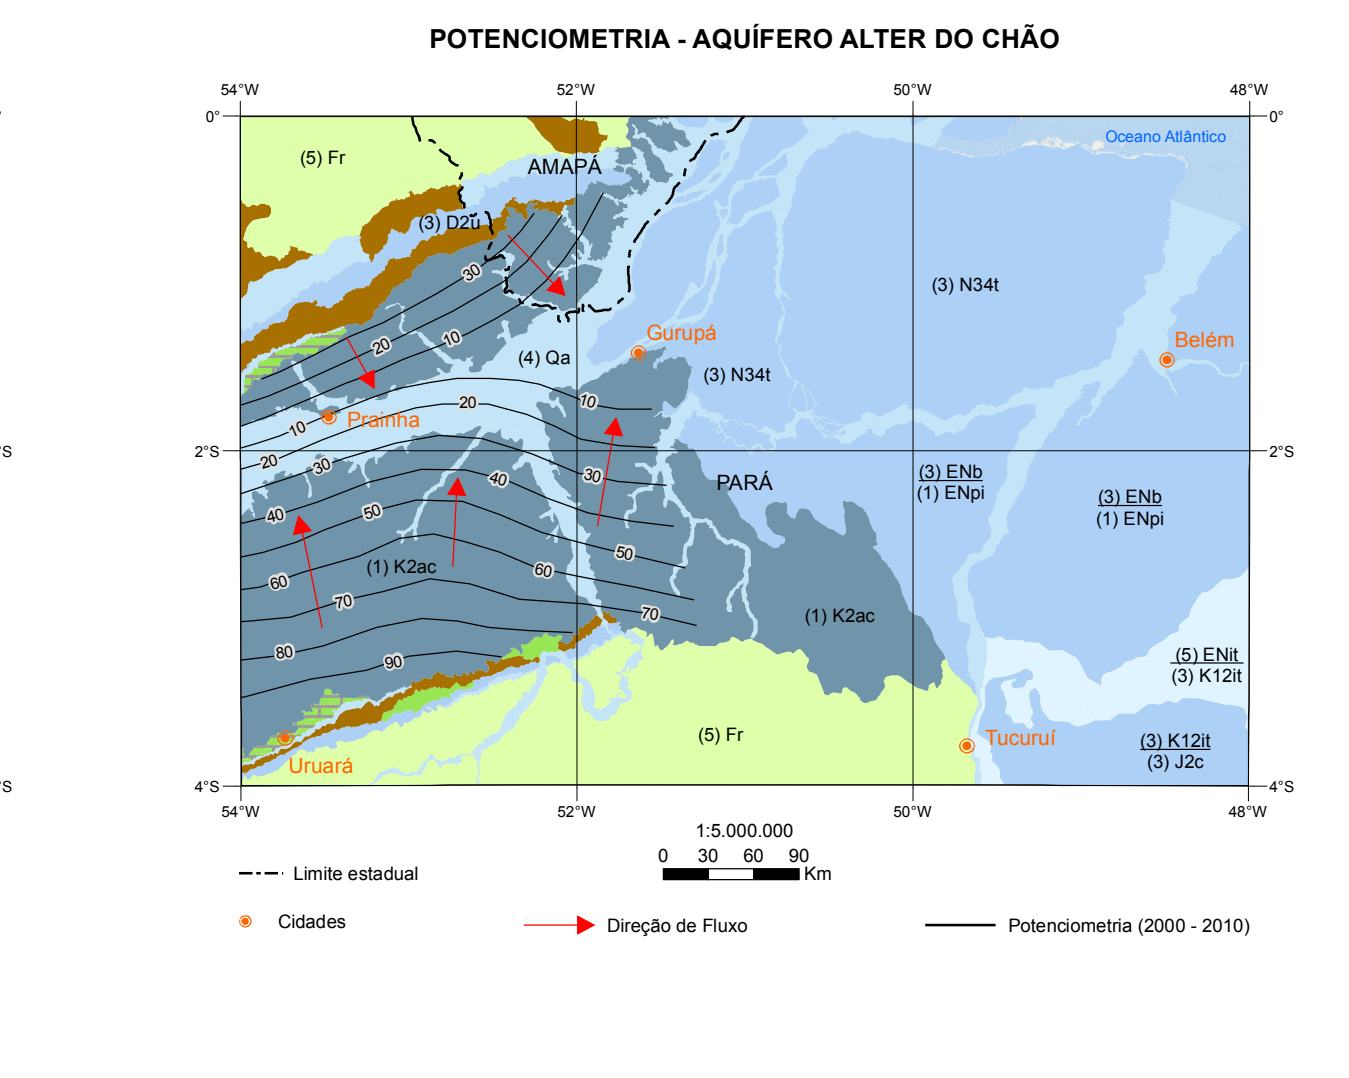 POTENCIOMETRIA - AQUÍFERO ALTER DO CHÃO
54°W
52°W
50°W
48°W
0°
0°
Oceano Atlântico
(5) Fr
AMAPÁ
(3) D2u
30
(3) N34t
20
10
Gurupá
Belém
(4) Qa
(3) N34t
10
20
Prainha
10
2°S
2°S
°S
20
30
40
30
PARÁ
(3) ENb
(1) ENpi
(3) ENb
(1) ENpi
40
50
50
(1) K2ac
60
60
70
70
(1) K2ac
80
90
(5) ENit
(3) K12it
(5) Fr
Tucuruí
(3) K12it
(3) J2c
Uruará
°S
4°S
4°S
54°W
52°W
50°W
48°W
1:5.000.000
0 30 60 90
Km
Limite estadual
Cidades
Direção de Fluxo
Potenciometria (2000 - 2010)